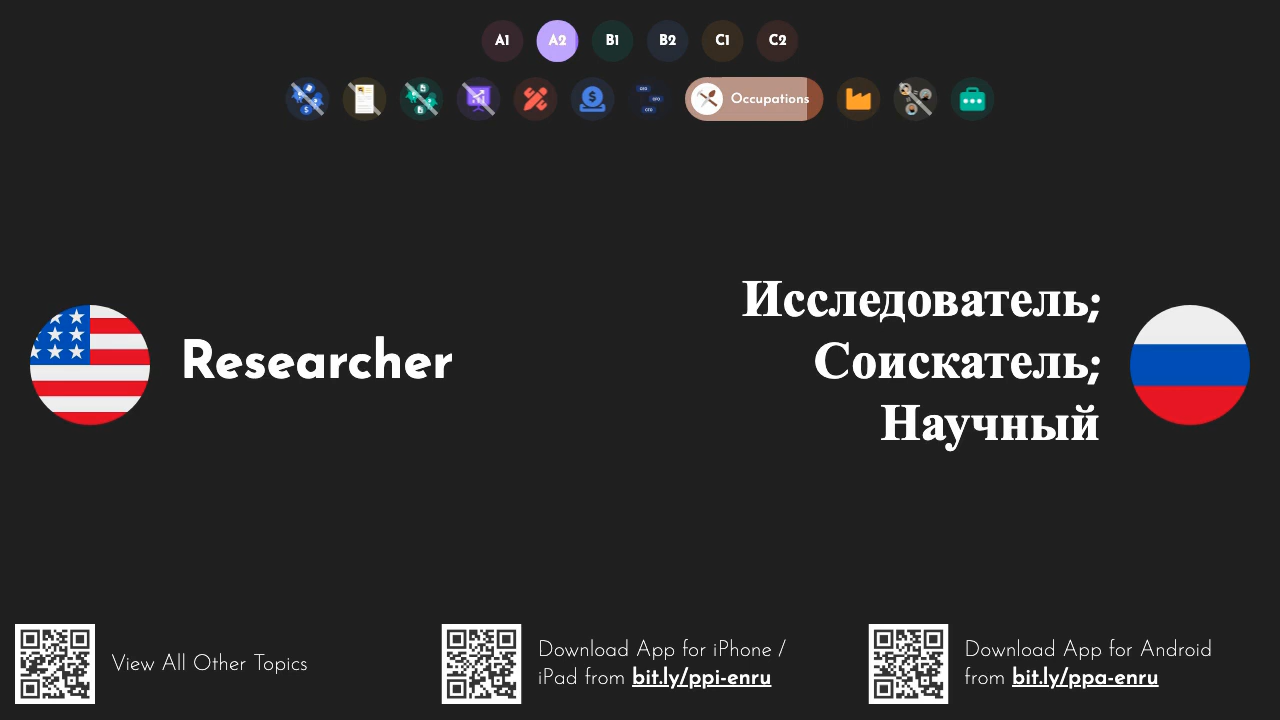 A1 A2 B1 B2 C1 C2
Occupations
Researcher
Исследователь;
Соискатель;
Научный
View All Other Topics
Download App for iPhone /
iPad from bit.ly/ppi-enru
Download App for Android
from bit.ly/ppa-enru